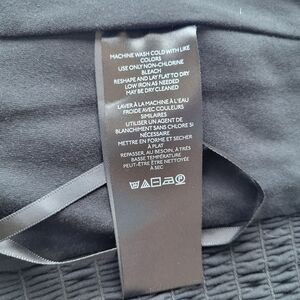 MACHINE WASH COLD WITH LIKE
COLORS
USE ONLY NON-CHLORINE
BLEACH
RESHAPE AND LAY FLAT TO DRY
LOW IRON AS NEEDED
MAY BE DRY CLEANED
LAVER À LA MACHINE À L'EAU
FROIDE AVEC COULEURS
SIMILAIRES
UTILISER UN AGENT DE
BLANCHIMENT SANS CHLORE SI
NÉCESSAIRE
METTRE EN FORME ET SÉCHER
À PLAT
REPASSER, AU BESOIN, À TRÈS
BASSE TEMPÉRATURE
PEUT-ÊTRE ÊTRE NETTOYÉE
À SEC